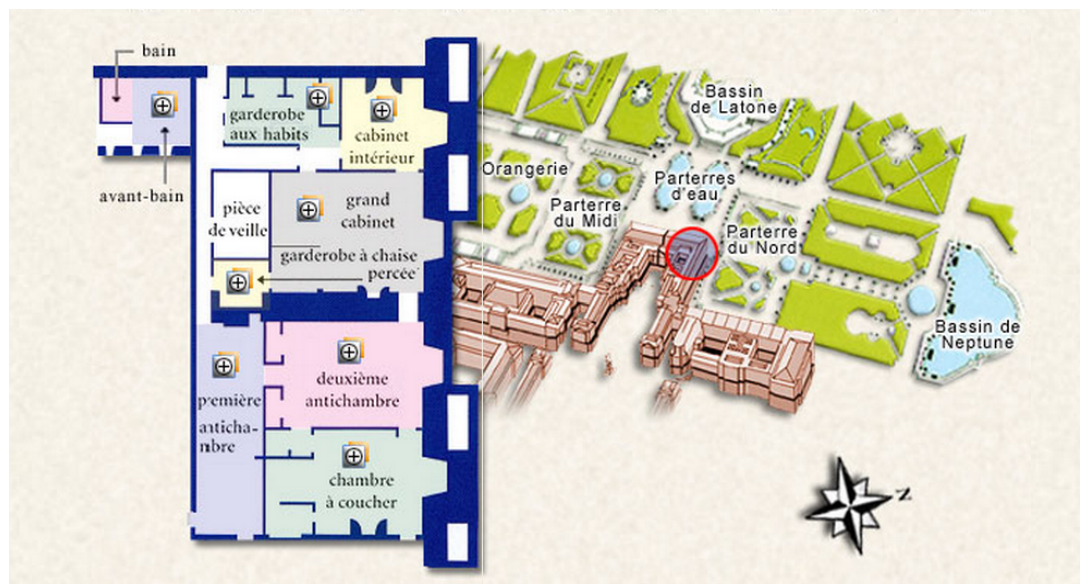 bain
avant-bain
garderobe
aux habits
cabinet
intérieur
pièce
de veille
grand
cabinet
garderobe à chaise
percée
première
anticha-
mbre
deuxième
antichambre
chambre
à coucher
Bassin
de Latone
Orangerie
Parterres
d'eau
Parterre
du Midi
Parterre
du Nord
Bassin de
Neptune
N